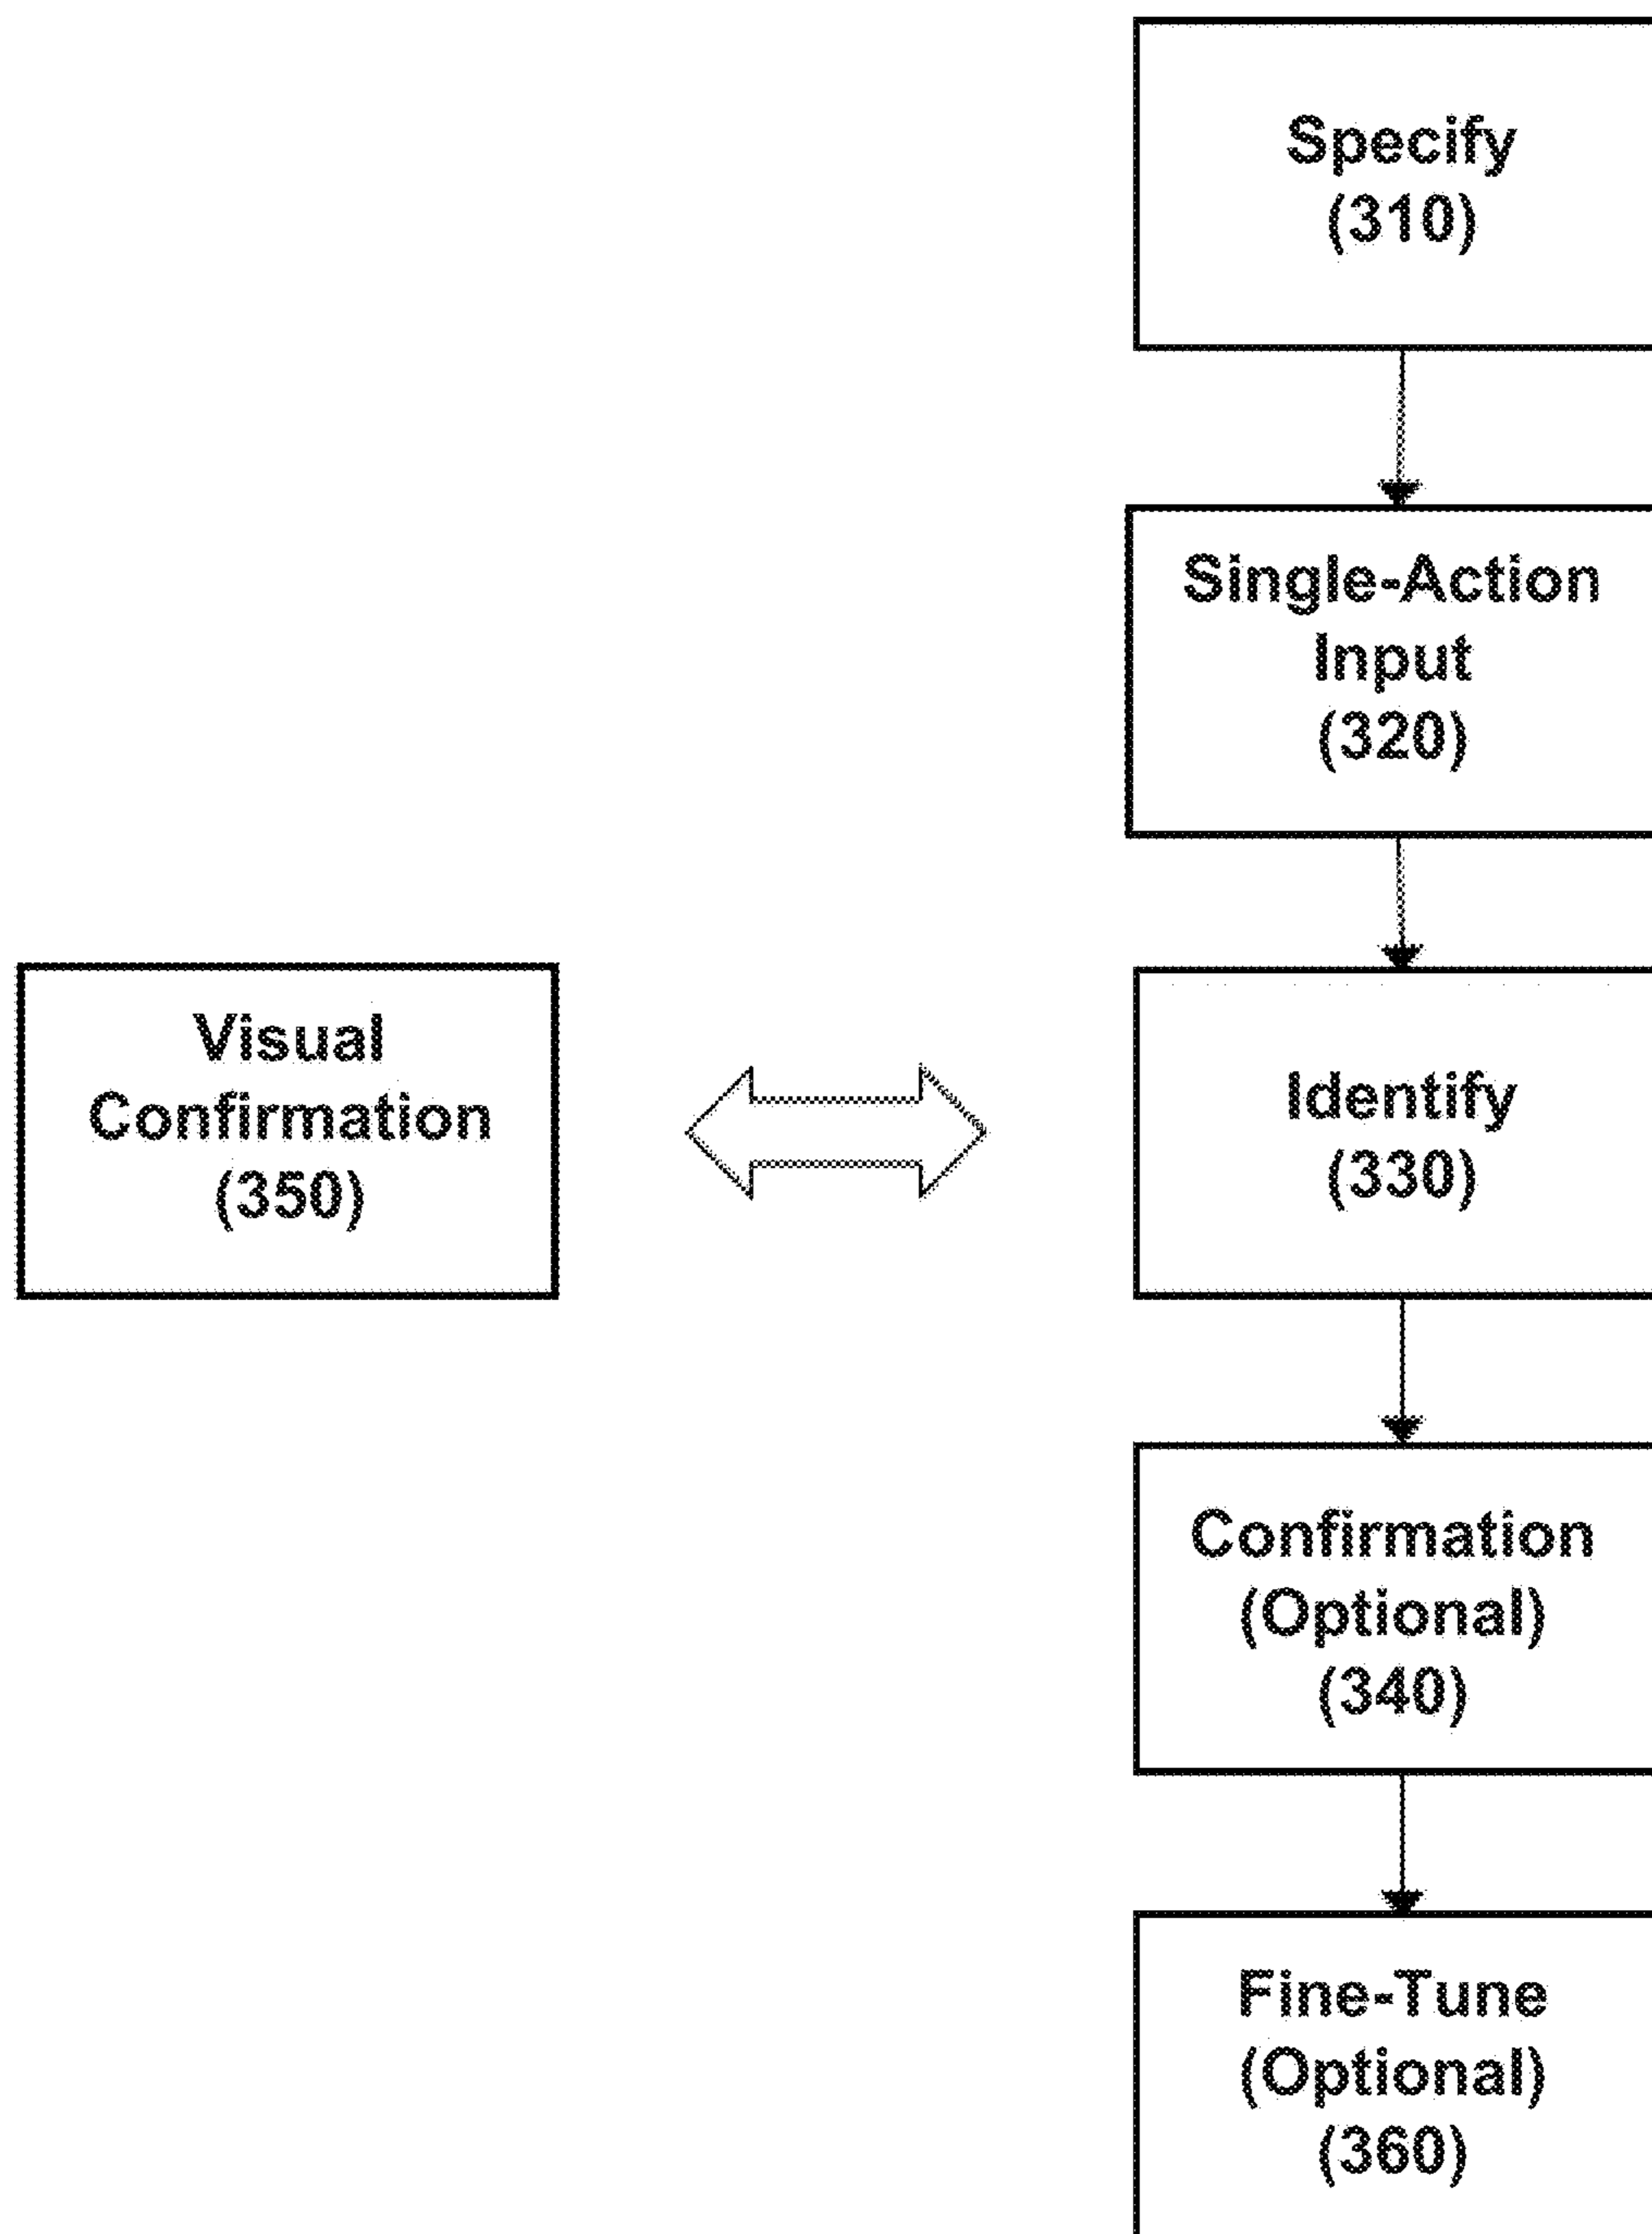 Specify
(310)
Single-Action
Input
(320)
Visual
Confirmation
(350)
Identify
(330)
Confirmation
(Optional)
(340)
Fine-Tune
(Optional)
(360)